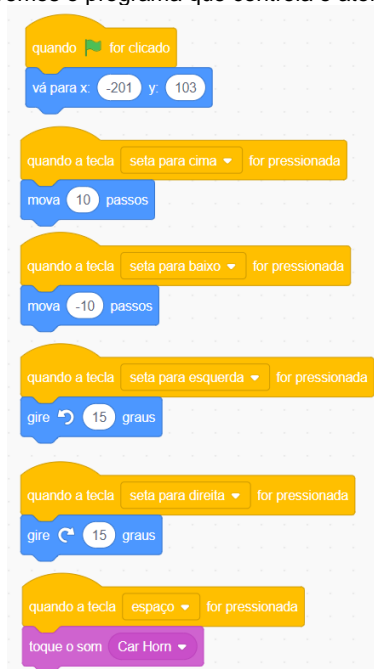 quando for clicado
vá para x: -201 y: 103
quando a tecla seta para cima for pressionada
mova 10 passos
quando a tecla seta para baixo for pressionada
mova -10 passos
quando a tecla seta para esquerda for pressionada
gire 15 graus
quando a tecla seta para direita for pressionada
gire 15 graus
quando a tecla espaço for pressionada
toque o som Car Horn